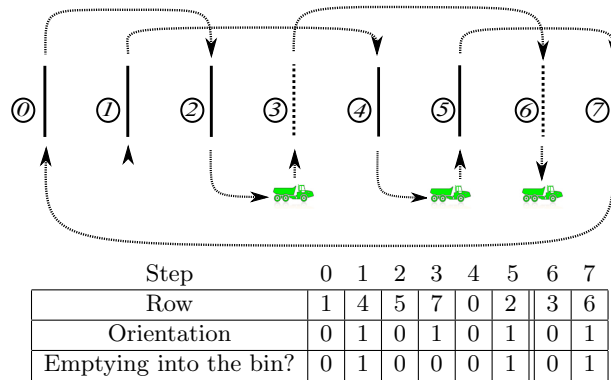 0 1 2 3 4 5 6 7
Step 0 1 2 3 4 5 6 7
Row 1 4 5 7 0 2 3 6
Orientation 0 1 0 1 0 1 0 1
Emptying into the bin? 0 1 0 0 0 1 0 1